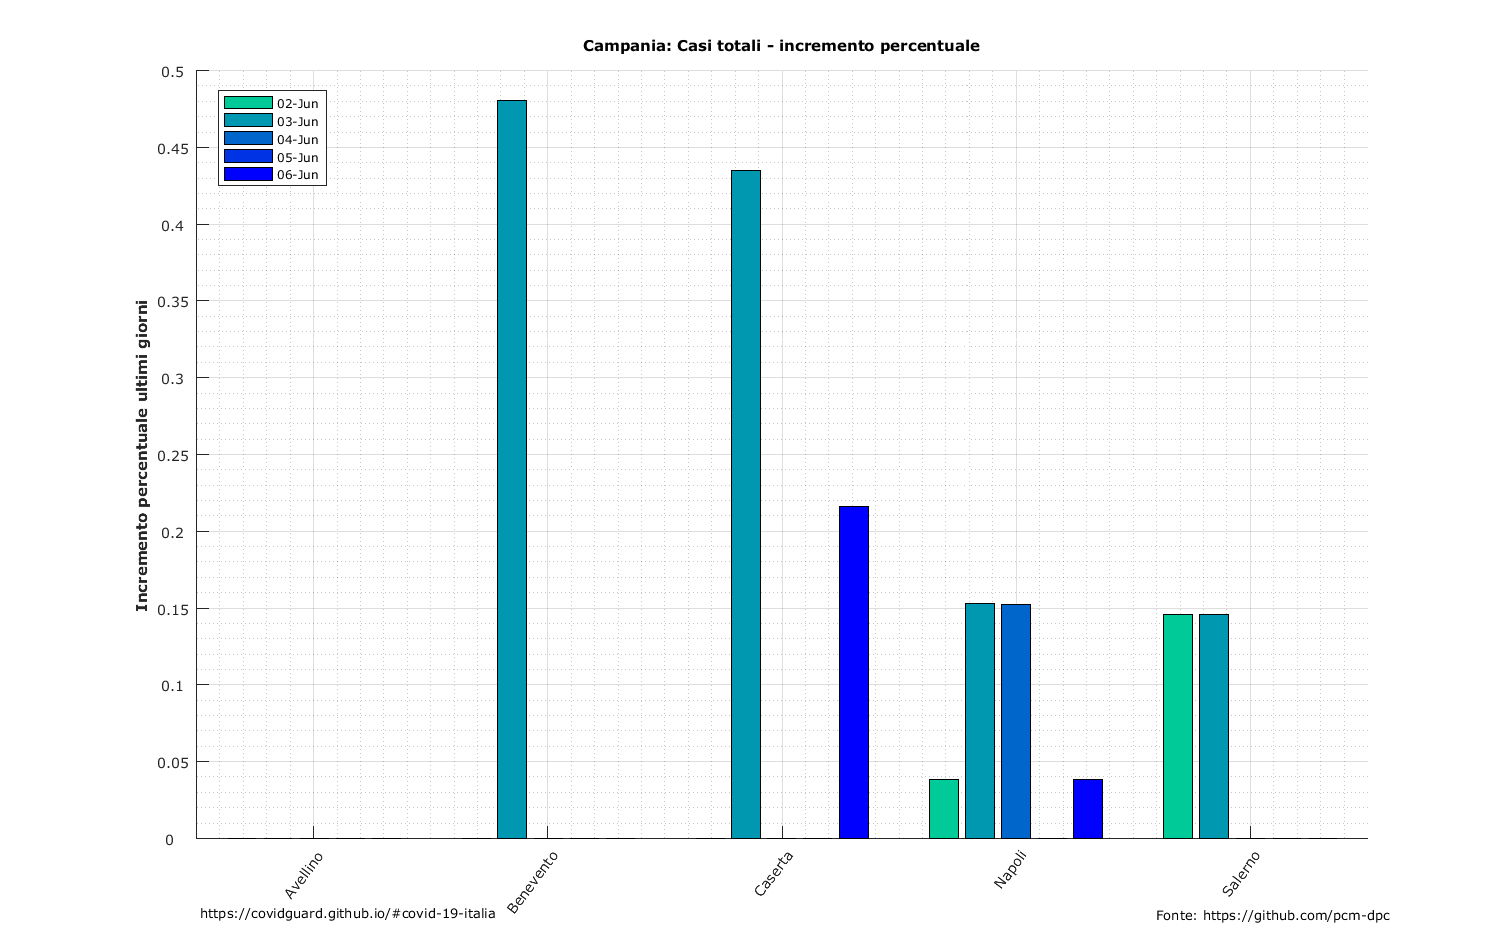 Campania: Casi totali - incremento percentuale
Incremento percentuale ultimi giorni
0.5
0.45
0.4
0.35
0.3
0.25
0.2
0.15
0.1
0.05
0
02-Jun
03-Jun
04-Jun
05-Jun
06-Jun
Avellino
Benevento
Caserta
Napoli
Salerno
https://covidguard.github.io/#covid-19-italia
Fonte: https://github.com/pcm-dpc